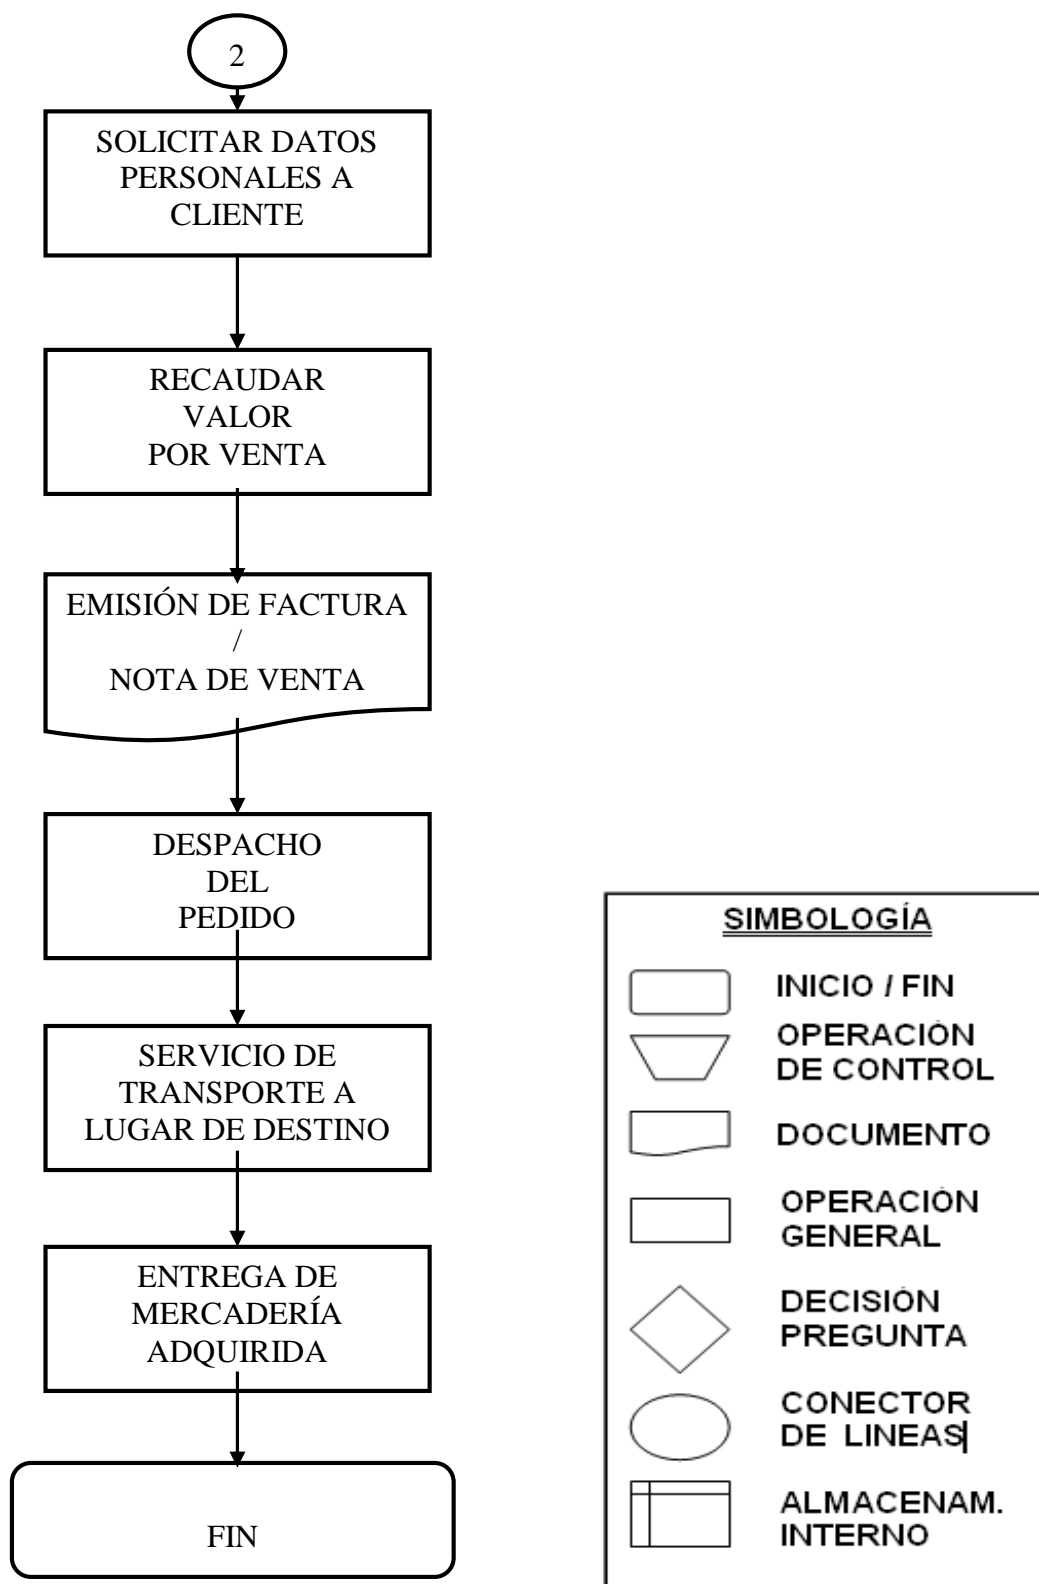 2
SOLICITAR DATOS
PERSONALES A
CLIENTE
RECAUDAR
VALOR
POR VENTA
EMISIÓN DE FACTURA
/
NOTA DE VENTA
DESPACHO
DEL
PEDIDO
SERVICIO DE
TRANSPORTE A
LUGAR DE DESTINO
ENTREGA DE
MERCADERÍA
ADQUIRIDA
FIN
SIMBOLOGÍA
INICIO / FIN
OPERACIÓN
DE CONTROL
DOCUMENTO
OPERACIÓN
GENERAL
DECISIÓN
PREGUNTA
CONECTOR
DE LINEAS
ALMACENAM.
INTERNO